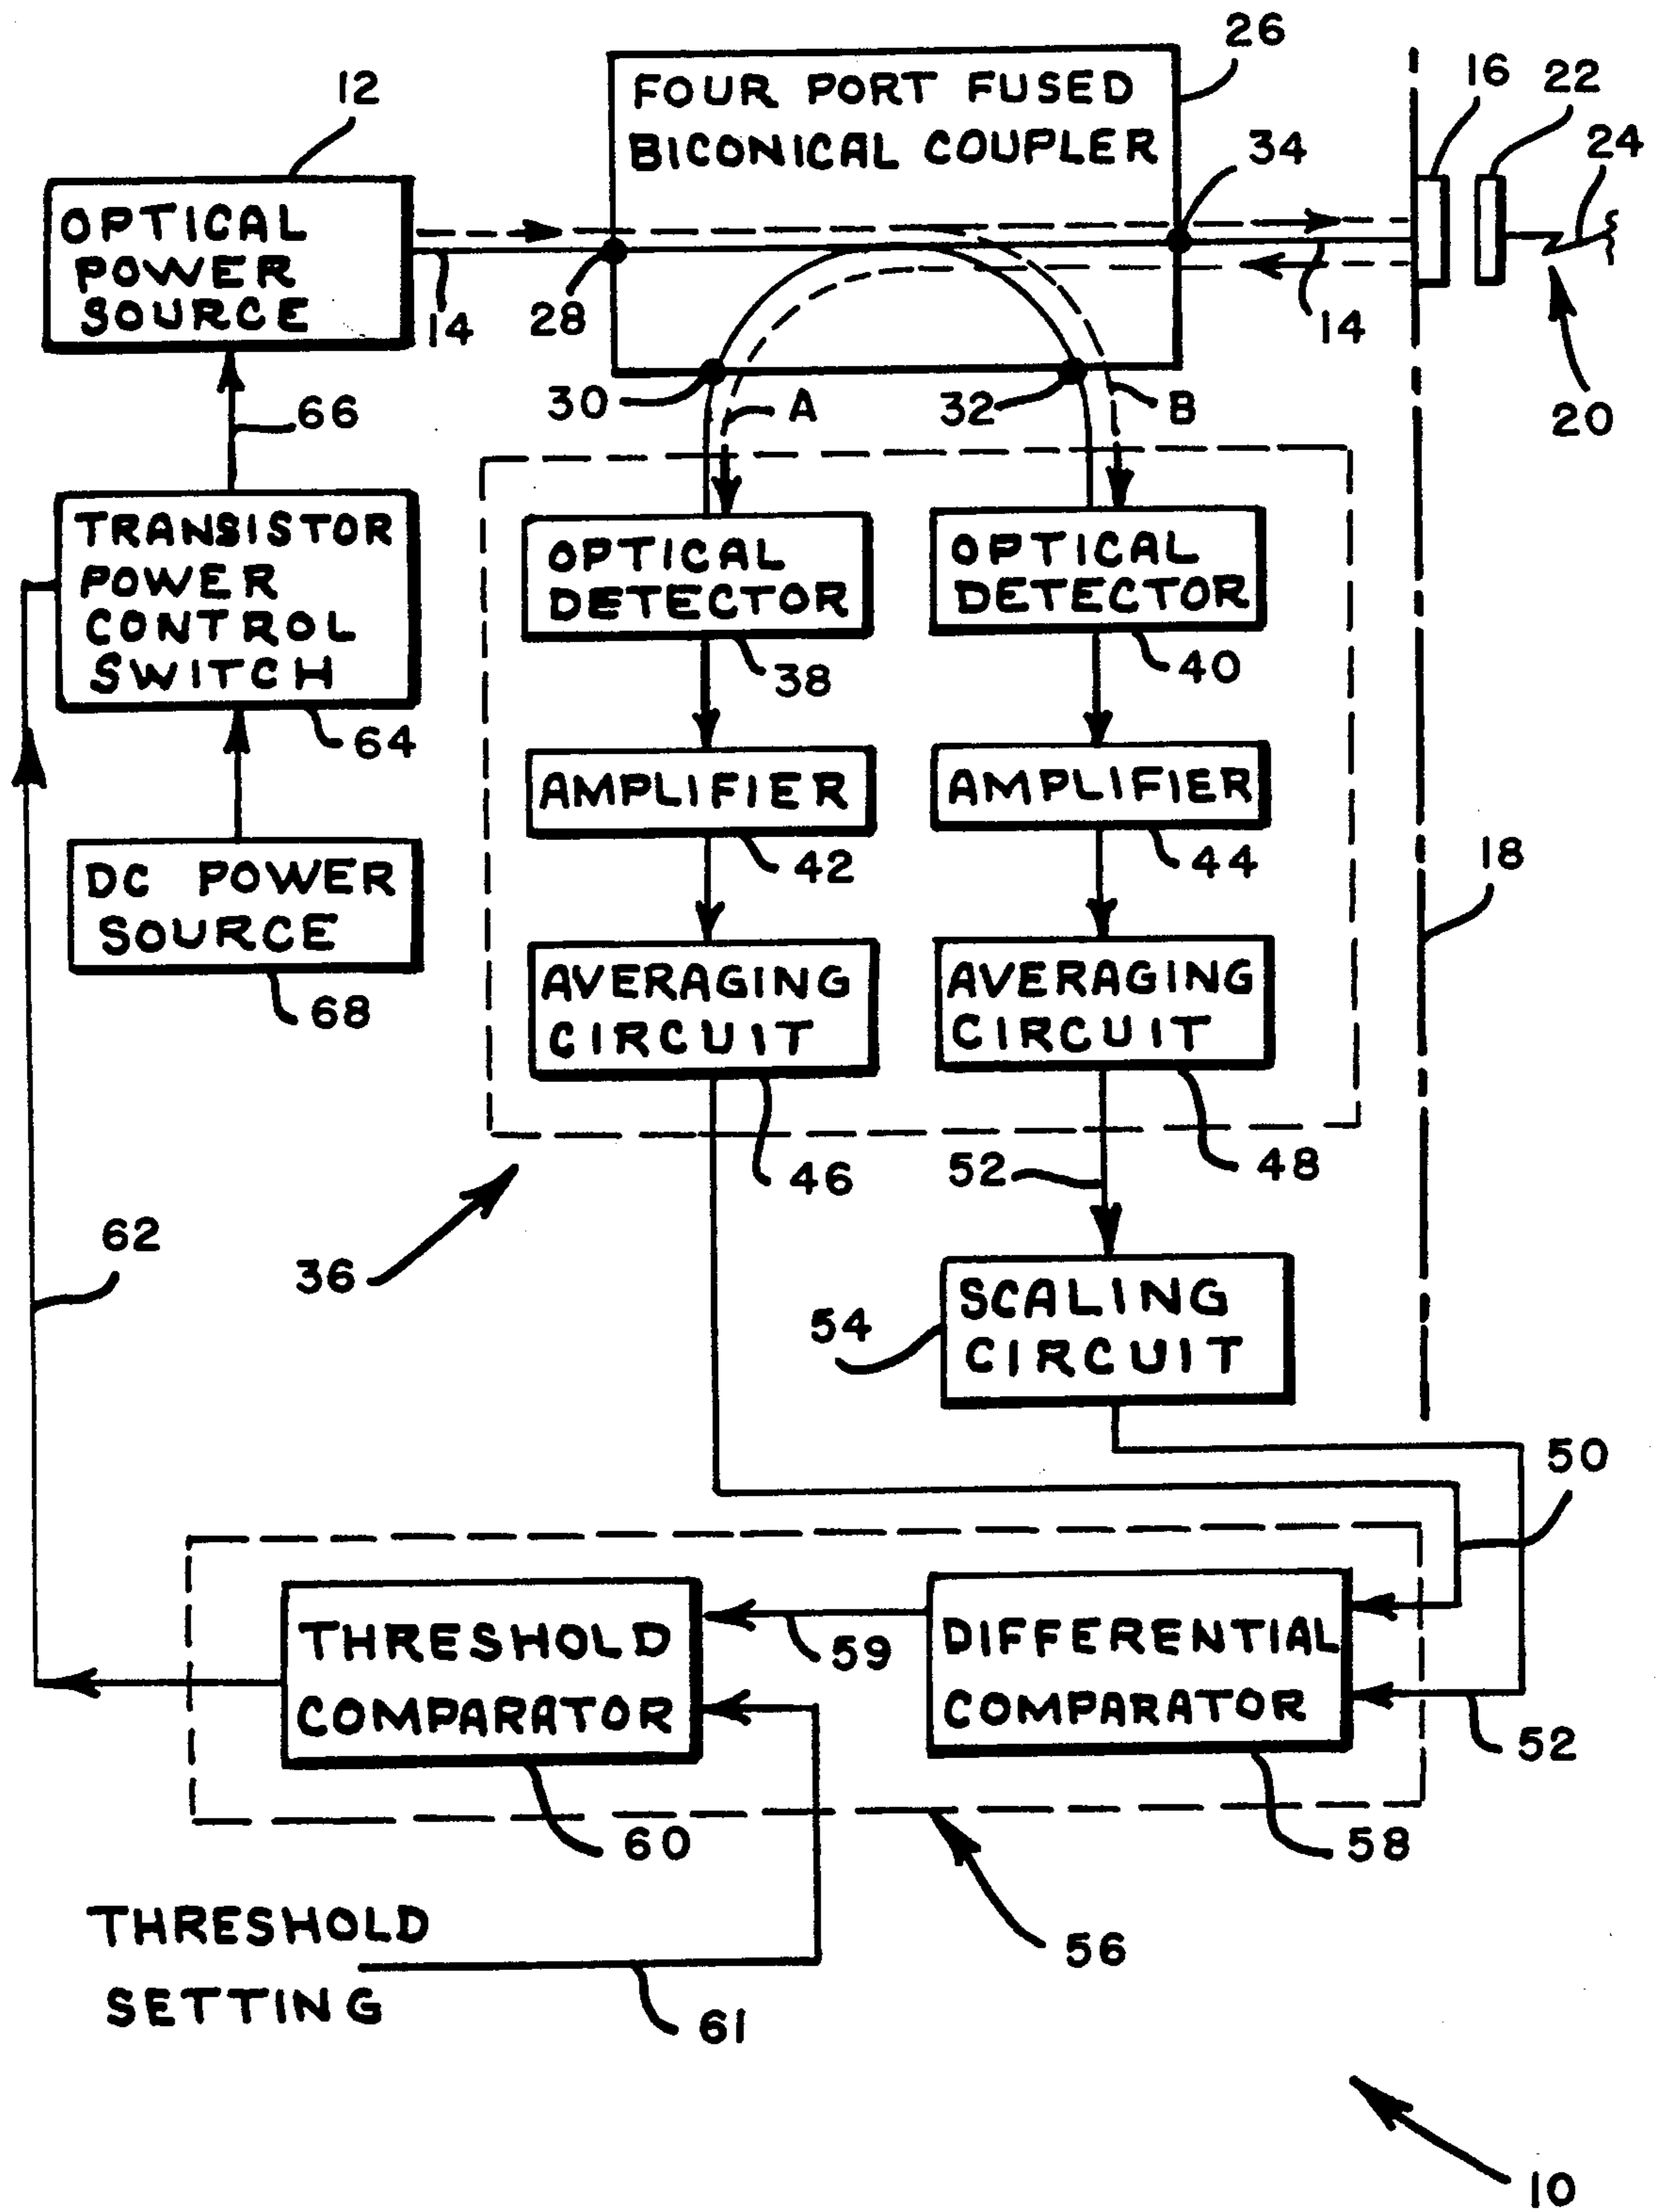 26
FOUR PORT FUSED
BICONICAL COUPLER
16
22
24
12
34
OPTICAL
POWER
SOURCE
14
28
14
20
30
A
32
B
66
TRANSISTOR
POWER
CONTROL
SWITCH
64
OPTICAL
DETECTOR
38
OPTICAL
DETECTOR
40
AMPLIFIER
42
AMPLIFIER
44
18
DC POWER
SOURCE
68
AVERAGING
CIRCUIT
46
AVERAGING
CIRCUIT
48
52
36
62
54
SCALING
CIRCUIT
50
THRESHOLD
COMPARATOR
59
DIFFERENTIAL
COMPARATOR
52
60
58
56
THRESHOLD
SETTING
61
10